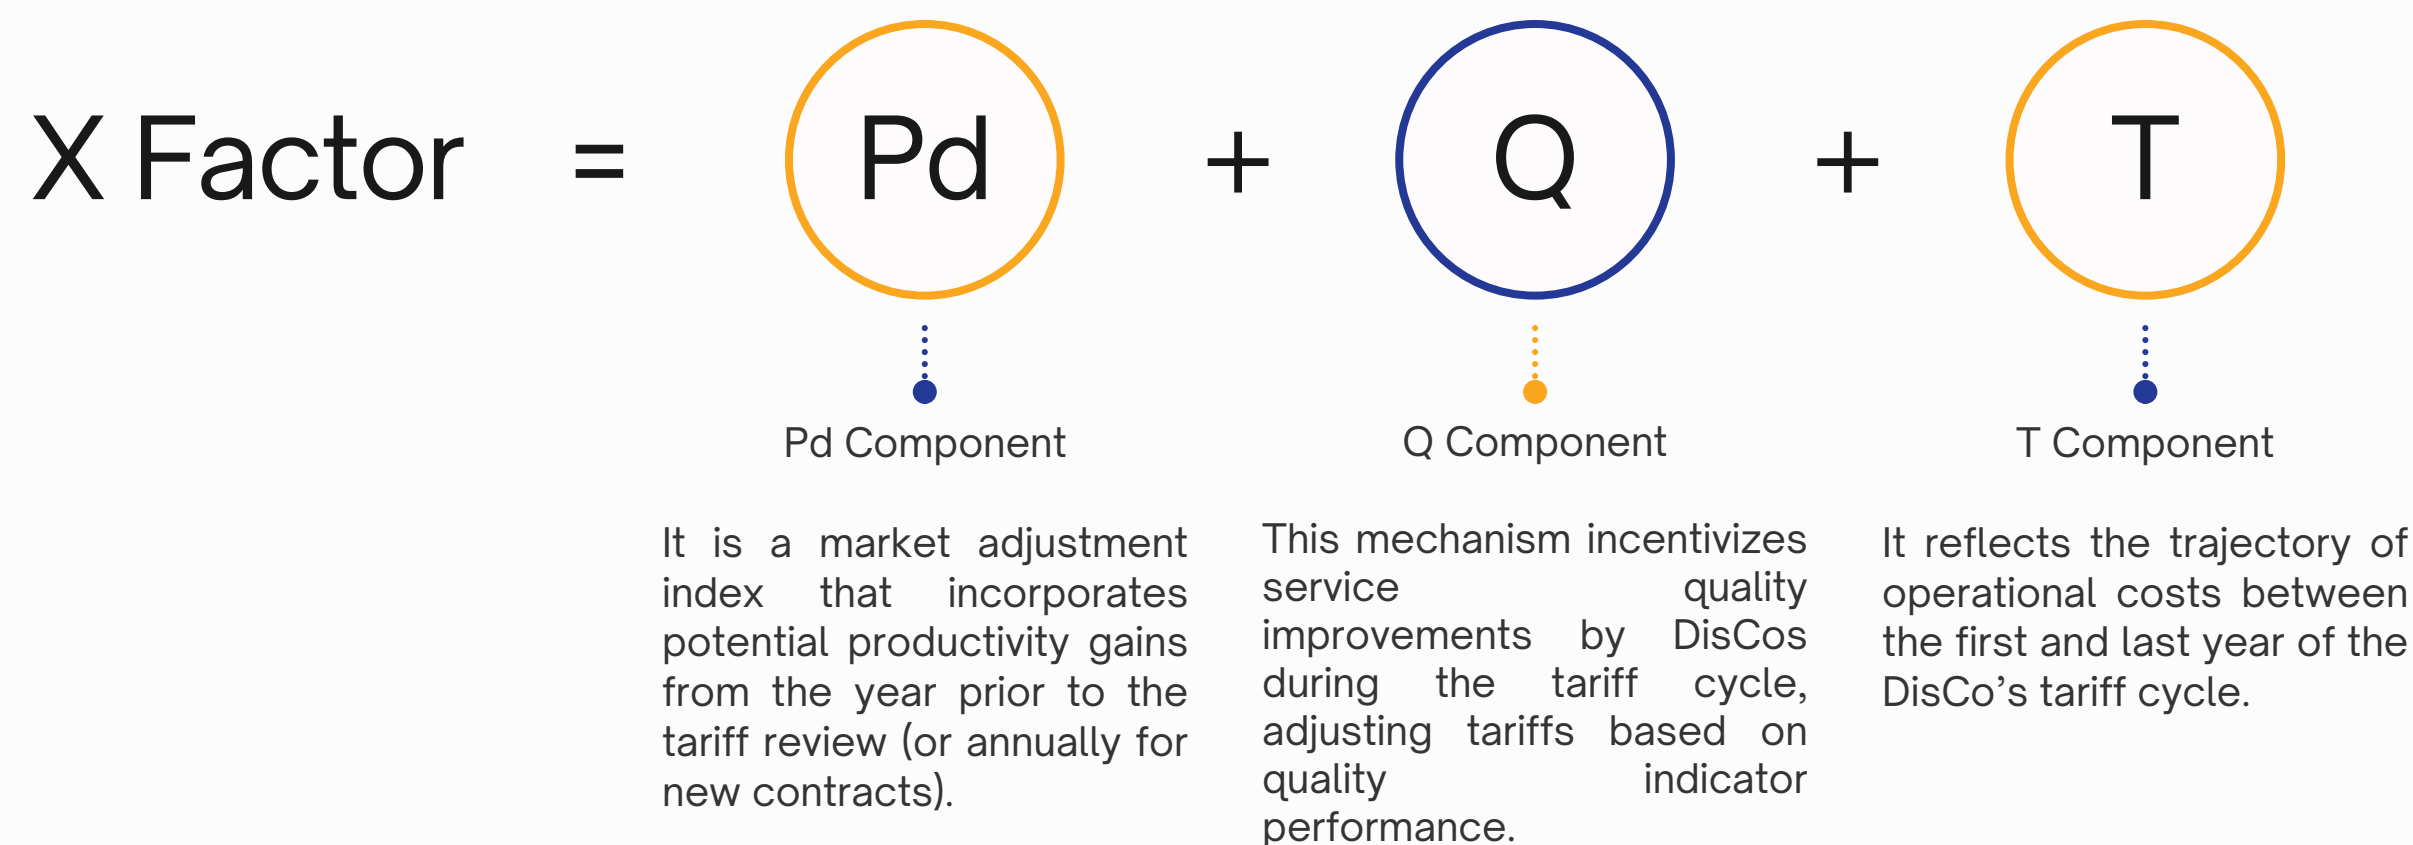 X Factor = Pd + Q + T
Pd Component
It is a market adjustment
index that incorporates
potential productivity gains
from the year prior to the
tariff review (or annually for
new contracts).
Q Component
This mechanism incentivizes
service quality
improvements by DisCos
during the tariff cycle,
adjusting tariffs based on
quality indicator
performance.
T Component
It reflects the trajectory of
operational costs between
the first and last year of the
DisCo’s tariff cycle.